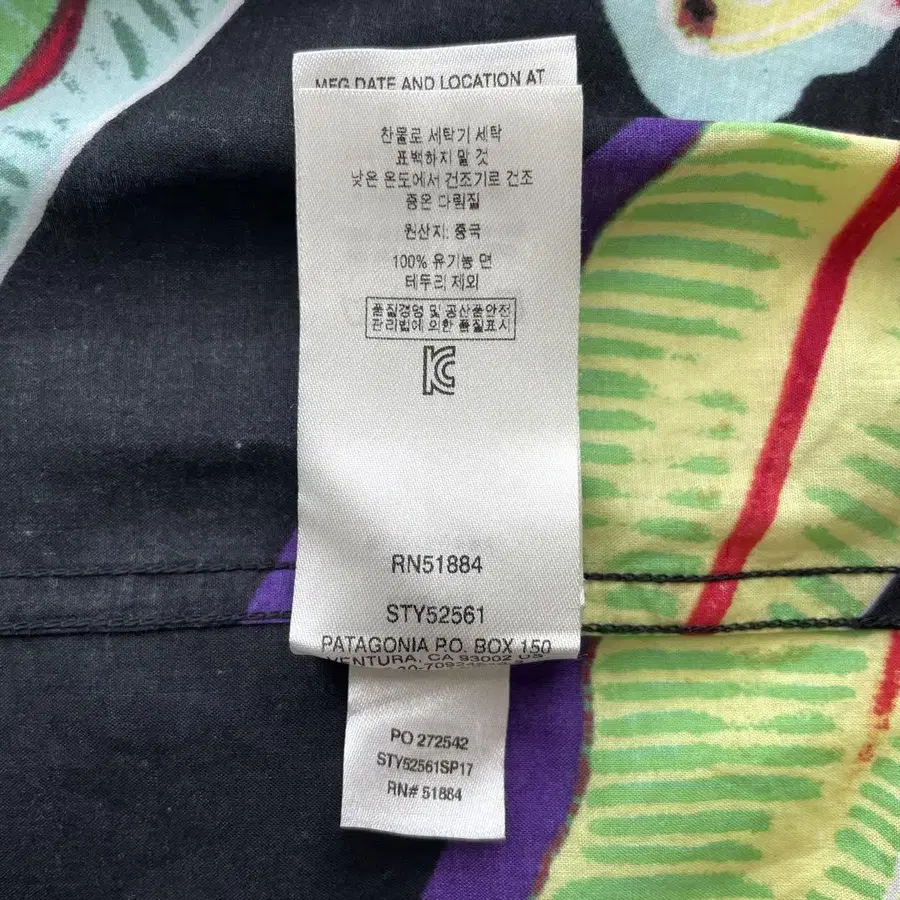 MFG DATE AND LOCATION AT
찬물로 세탁기 세탁
표백하지 말 것
낮은 온도에서 건조기로 건조
중온 다림질
원산지: 중국
100% 유기농 면
테두리 제외
품질경영 및 공산품안전
관리법에 의한 품질표시
RN51884
STY52561
PATAGONIA P.O. BOX 150
VENTURA, CA 93002 US
PO 272542
STY52561SP17
RN# 51884